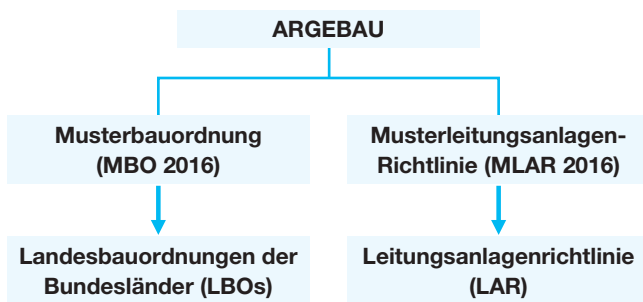 ARGEBAU
Musterbauordnung
(MBO 2016)
Musterleitungsanlagen-
Richtlinie (MLAR 2016)
Landesbauordnungen der
Bundesländer (LBOs)
Leitungsanlagenrichtlinie
(LAR)